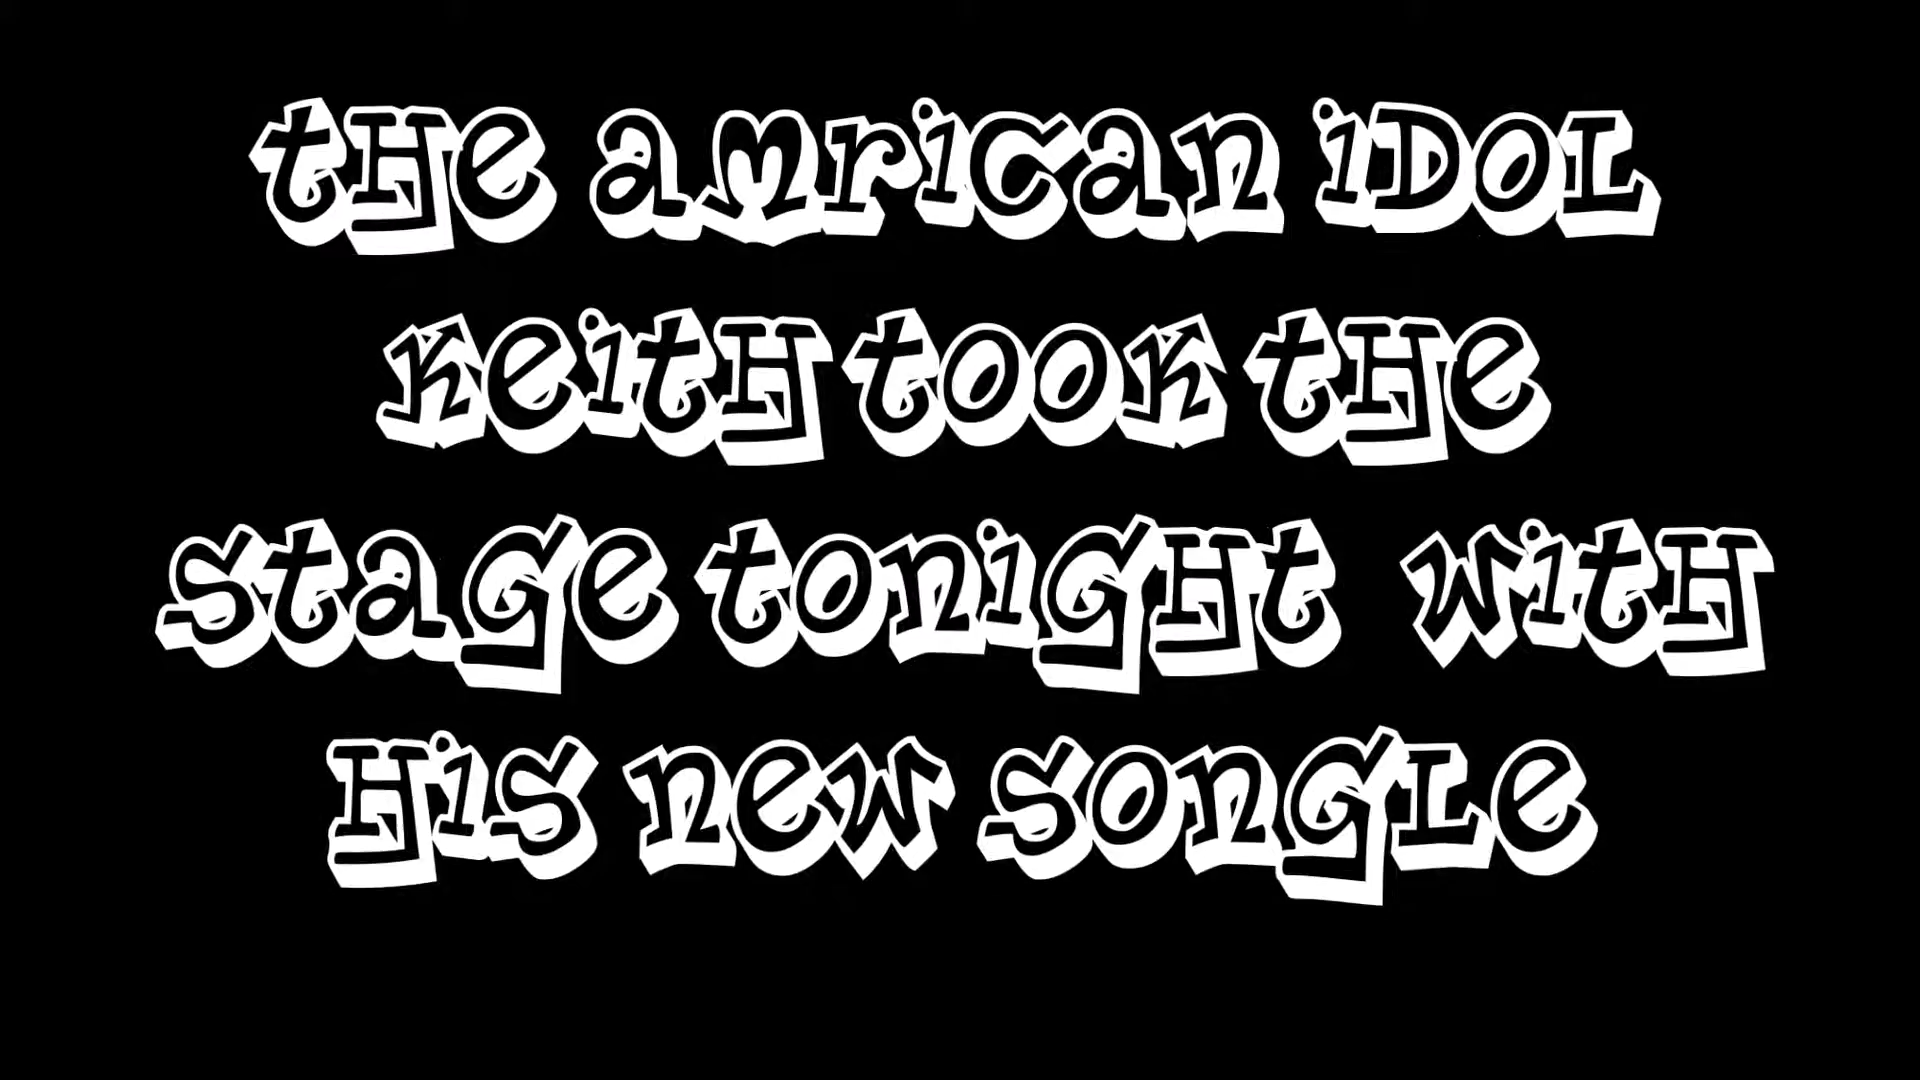 tHe aMriCan iDOL
KeitH tooK tHe
stage tonigHt  witH
His new songLe